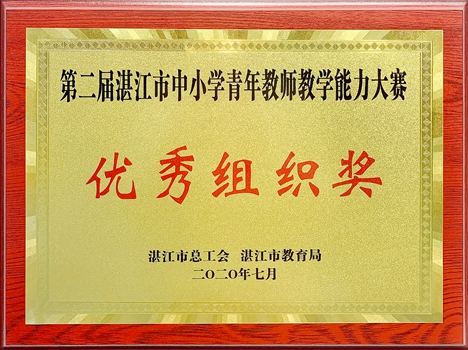 第二届湛江市中小学青年教师教学能力大赛
优秀组织奖
湛江市总工会 湛江市教育局
二〇二〇年七月